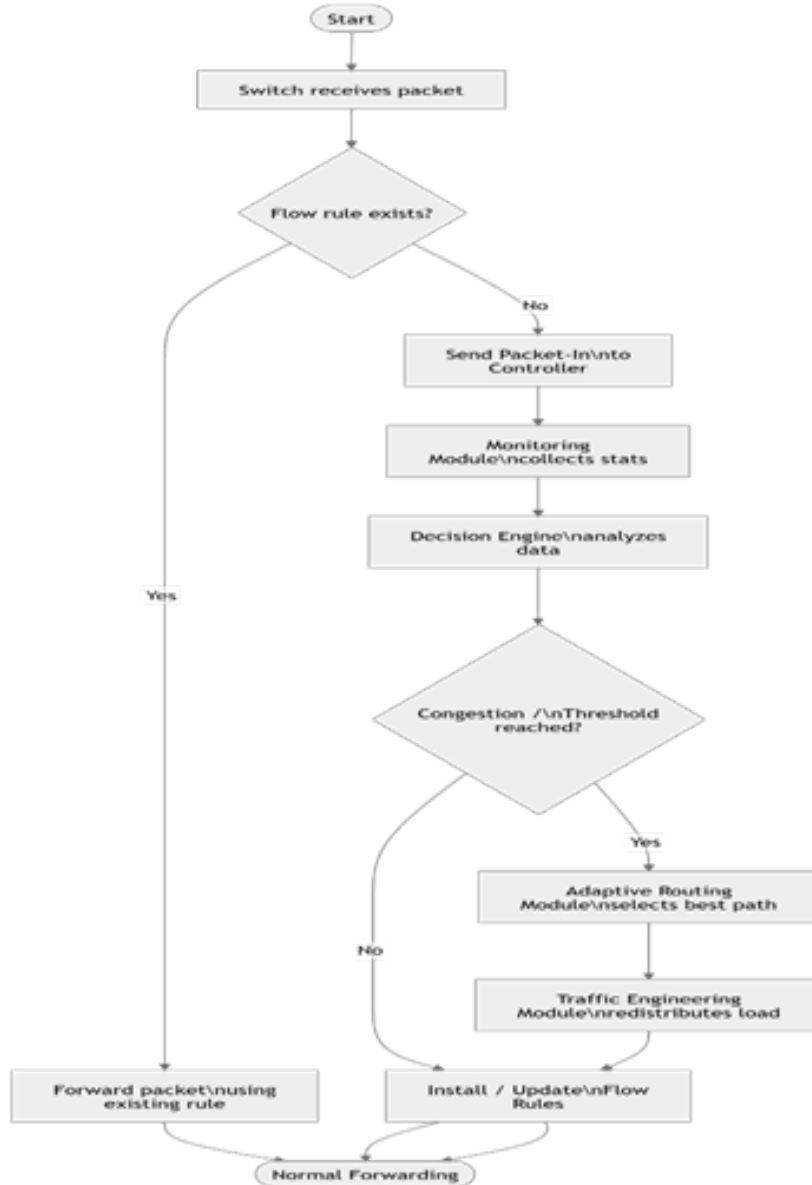 Start
Switch receives packet
Flow rule exists?
No
Send Packet-In\nto
Controller
Monitoring
Module\ncollects stats
Decision Engine\nanalyzes
data
Yes
Congestion /\nThreshold
reached?
Yes
Adaptive Routing
Module\nselects best path
No
Traffic Engineering
Module\nredistributes load
Forward packet\nusing
existing rule
Install / Update\nFlow
Rules
Normal Forwarding